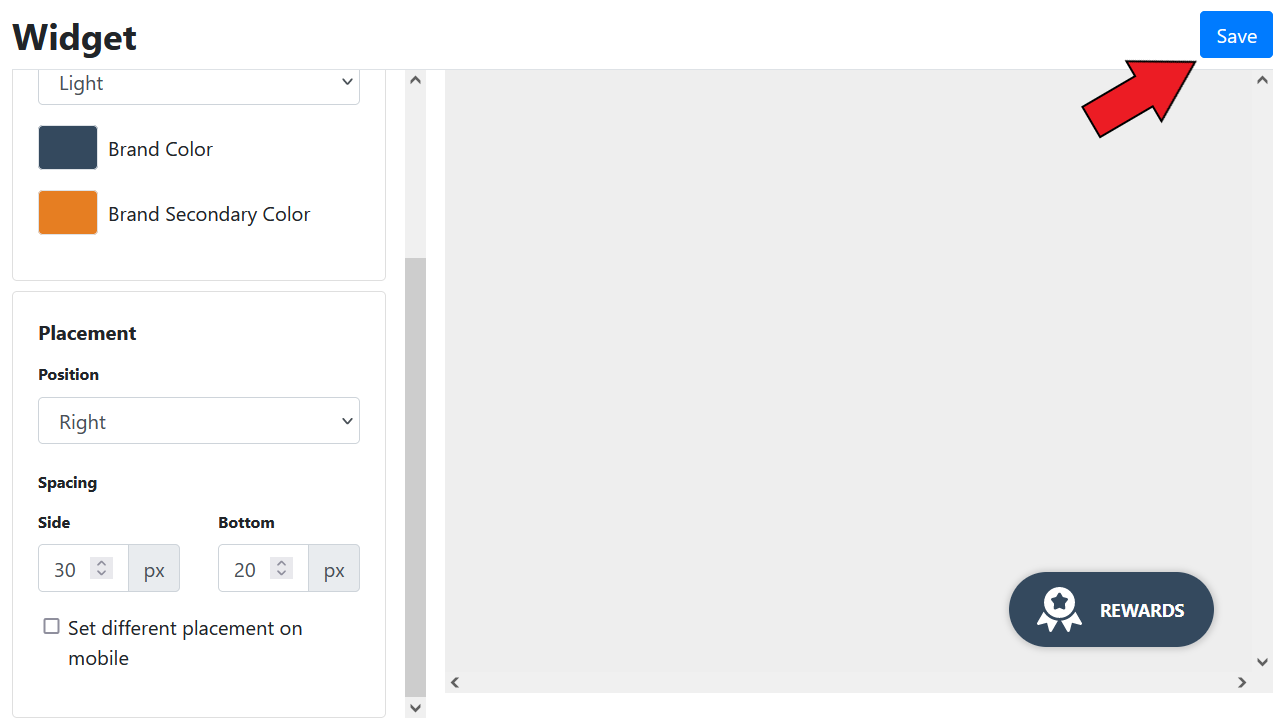 Widget
Save
Light
Brand Color
Brand Secondary Color
Placement
Position
Right
Spacing
Side
Bottom
30
px
20
px
Set different placement on
mobile
REWARDS